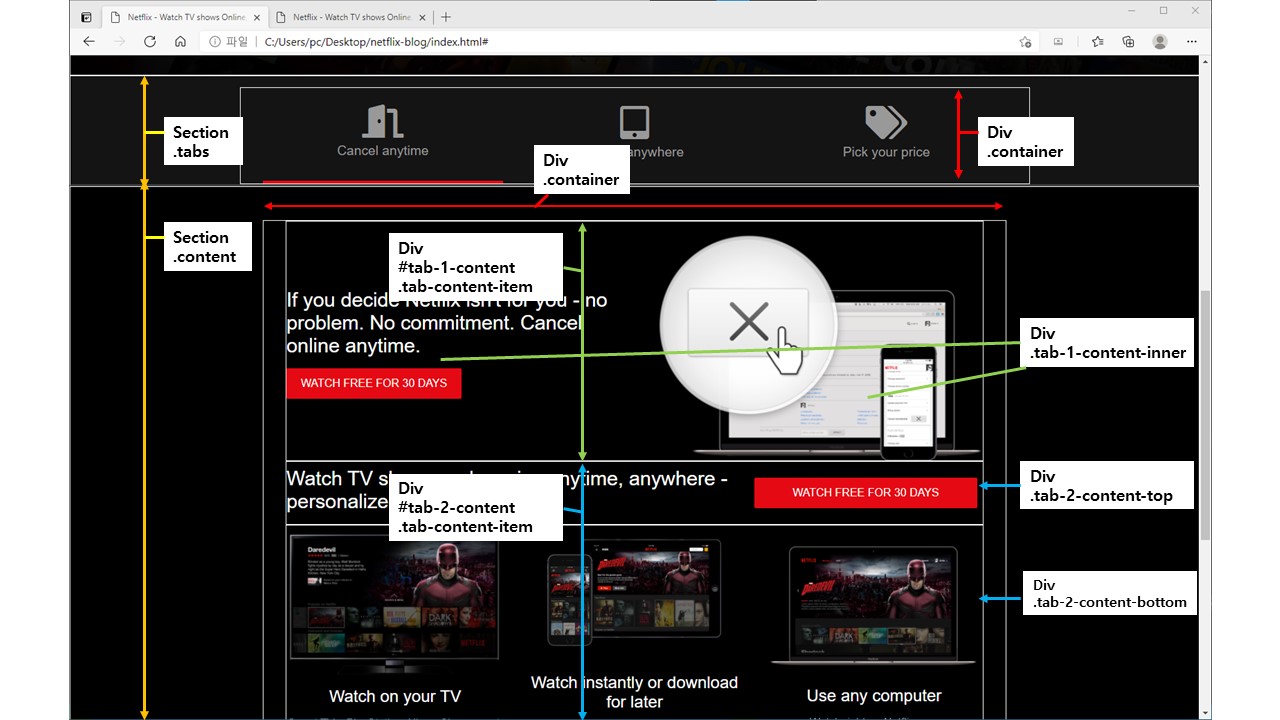 Netflix - Watch TV shows Online
Netflix - Watch TV shows Online
파일 C:/Users/pc/Desktop/netflix-blog/index.html#
Section
.tabs
Cancel anytime
anywhere
Pick your price
Div
.container
Div
.container
Section
.content
Div
#tab-1-content
.tab-content-item
If you decide Netflix isn't for you - no
problem. No commitment. Cancel
online anytime.
WATCH FREE FOR 30 DAYS
Div
.tab-1-content-inner
Watch TV anytime, anywhere -
personalize
WATCH FREE FOR 30 DAYS
Div
#tab-2-content
.tab-content-item
Div
.tab-2-content-top
Daredevil
NETFLIX
Div
.tab-2-content-bottom
Watch on your TV
Watch instantly or download
for later
Use any computer